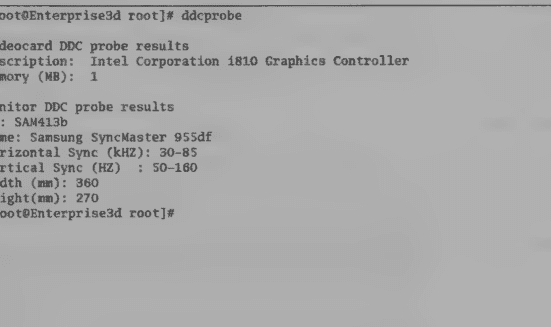 oot@Enterprise3d root]# ddcprobe
deocard DDC probe results
scription:  Intel Corporation i810 Graphics Controller
mory (MB):  1
nitor DDC probe results
: SAM413b
me: Samsung SyncMaster 955df
rizontal Sync (kHZ): 30-85
rtical Sync (HZ)  : 50-160
dth (mm): 360
ight(mm): 270
oot@Enterprise3d root]#